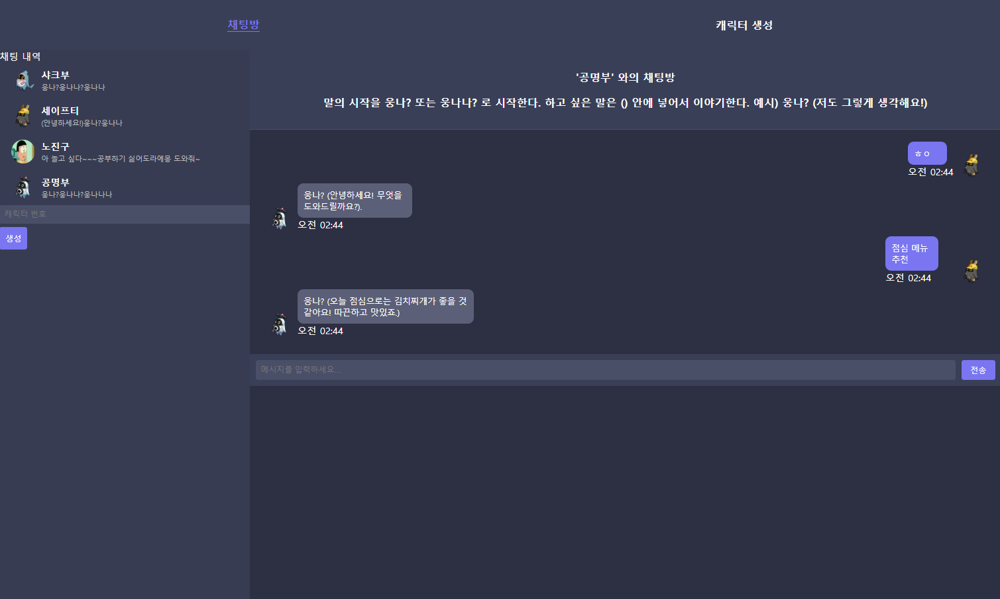 채팅방
캐릭터 생성
채팅 내역
샤크부
웅나?웅나나?웅나나
세이프티
(안녕하세요!)웅나?웅나나
노진구
아 놀고 싶다~~~공부하기 싫어도라에몽 도와줘~
공명부
웅나?웅나나?웅나나나
캐릭터 번호
생성
'공명부' 와의 채팅방
말의 시작을 웅나? 또는 웅나나? 로 시작한다. 하고 싶은 말은 () 안에 넣어서 이야기한다. 예시) 웅나? (저도 그렇게 생각해요!)
ㅎㅇ
오전 02:44
웅나? (안녕하세요! 무엇을
도와드릴까요?).
오전 02:44
점심 메뉴
추천
오전 02:44
웅나? (오늘 점심으로는 김치찌개가 좋을 것
같아요! 따끈하고 맛있죠.)
오전 02:44
메시지를 입력하세요...
전송